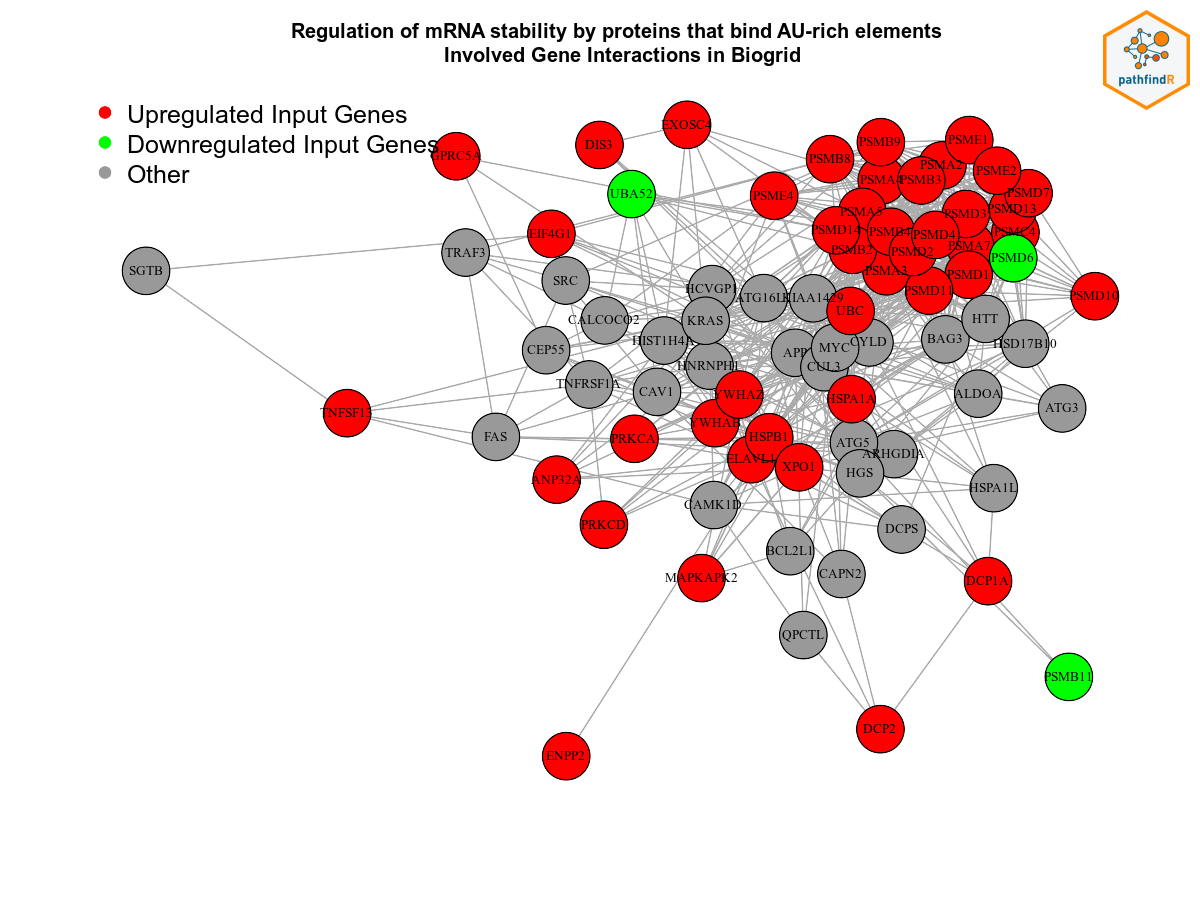 Regulation of mRNA stability by proteins that bind AU-rich elements
Involved Gene Interactions in Biogrid
pathfindR
Upregulated Input Genes
Downregulated Input Genes
Other
EXOSC4
DIS3
GPRC5A
PSMB9
PSME1
PSMB8
PSMA2
PSME2
PSMB3
UBA52
PSME4
PSMD7
PSMD13
PSMA5
PSMD3
EIF4G1
PSMD14
PSMB4
PSMD4
PSMC4
TRAF3
PSMB2
PSMD2
PSMA7
PSMD6
SGTB
SRC
PSMA3
PSMD1
HCVGP1
KIAA1429
PSMD11
PSMD10
UBC
CALCOCO2
KRAS
HTT
HIST1H4A
CEP55
APP
MYC
CYLD
BAG3
HSD17B10
HNRNPH1
CUL3
TNFRSF1A
CAV1
YWHAZ
ALDOA
HSPA1A
ATG3
TNFSF13
YWHAB
FAS
PRKCA
HSPB1
ATG5
ELAVL1
XPO1
HGS
ARHGDIA
ANP32A
HSPA1L
CAMK1D
PRKCD
DCPS
BCL2L1
MAPKAPK2
CAPN2
DCP1A
QPCTL
PSMB11
DCP2
ENPP2